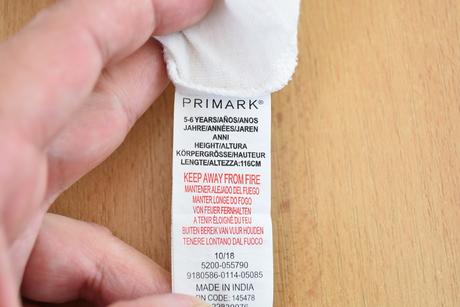 PRIMARK®
5-6 YEARS/AÑOS/ANOS
JAHRE/ANNÉES/JAREN
ANNI
HEIGHT/ALTURA
KÖRPERGRÖSSE/HAUTEUR
LENGTE/ALTEZZA:116CM
KEEP AWAY FROM FIRE
MANTENER ALEJADO DEL FUEGO
MANTER LONGE DO FOGO
VON FEUER FERNHALTEN
A TENIR ÉLOIGNÉ DU FEU
BUITEN BEREIK VAN VUUR HOUDEN
TENERE LONTANO DAL FUOCO
10/18
5200-055790
9180586-0114-05085
MADE IN INDIA
PIN CODE: 145478